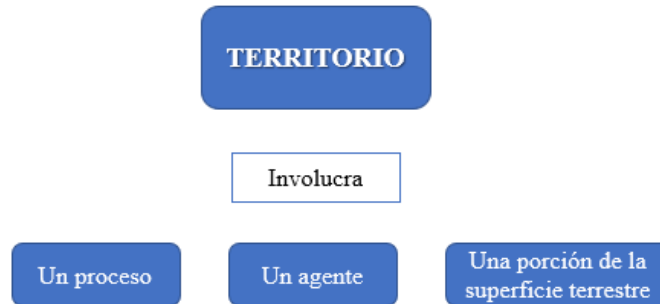 TERRITORIO
Involucra
Un proceso
Un agente
Una porción de la
superficie terrestre